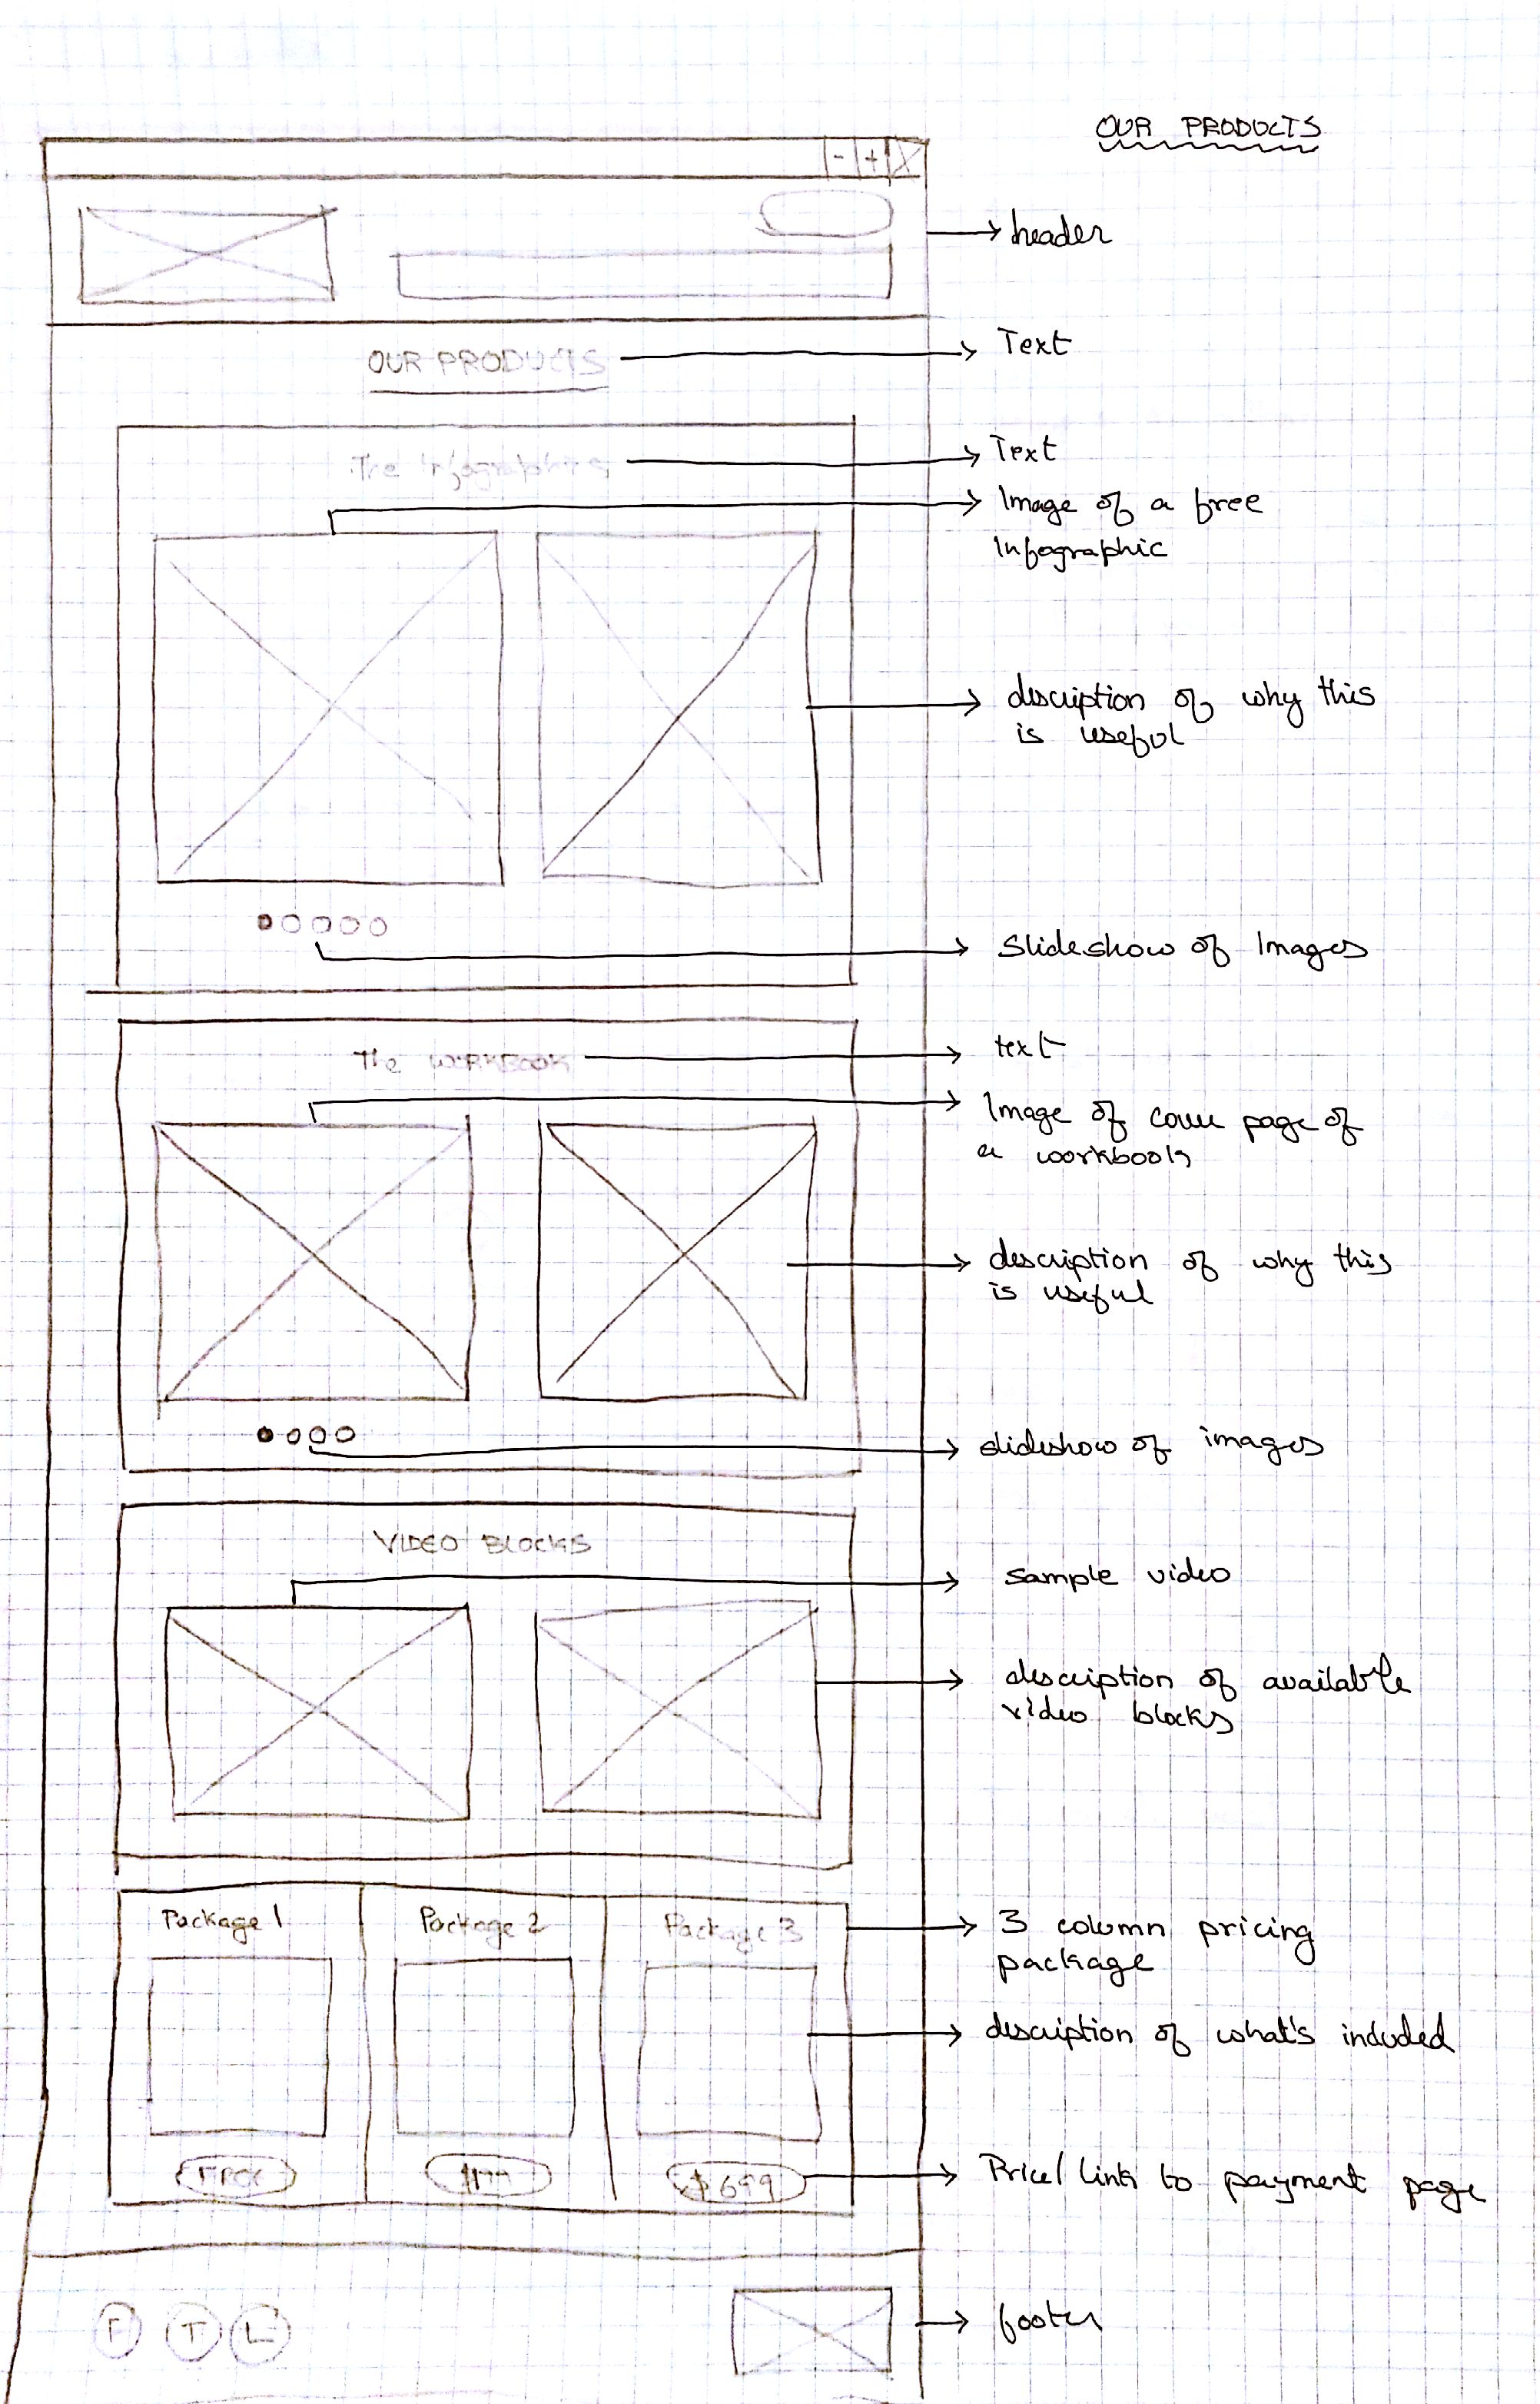 OUR PRODUCTS
- + X
header
OUR PRODUCTS
Text
The Infographics
Text
Image of a free
Infographic
description of why this
is useful
Slideshow of Images
The WORKBOOK
text
Image of cover page of
a workbook
description of why this
is useful
slideshow of images
VIDEO BLOCKS
sample video
description of available
video blocks
Package 1
Package 2
Package 3
3 column pricing
package
description of what's included
Free
$ 699
Price/ link to payment page
F T L
footer